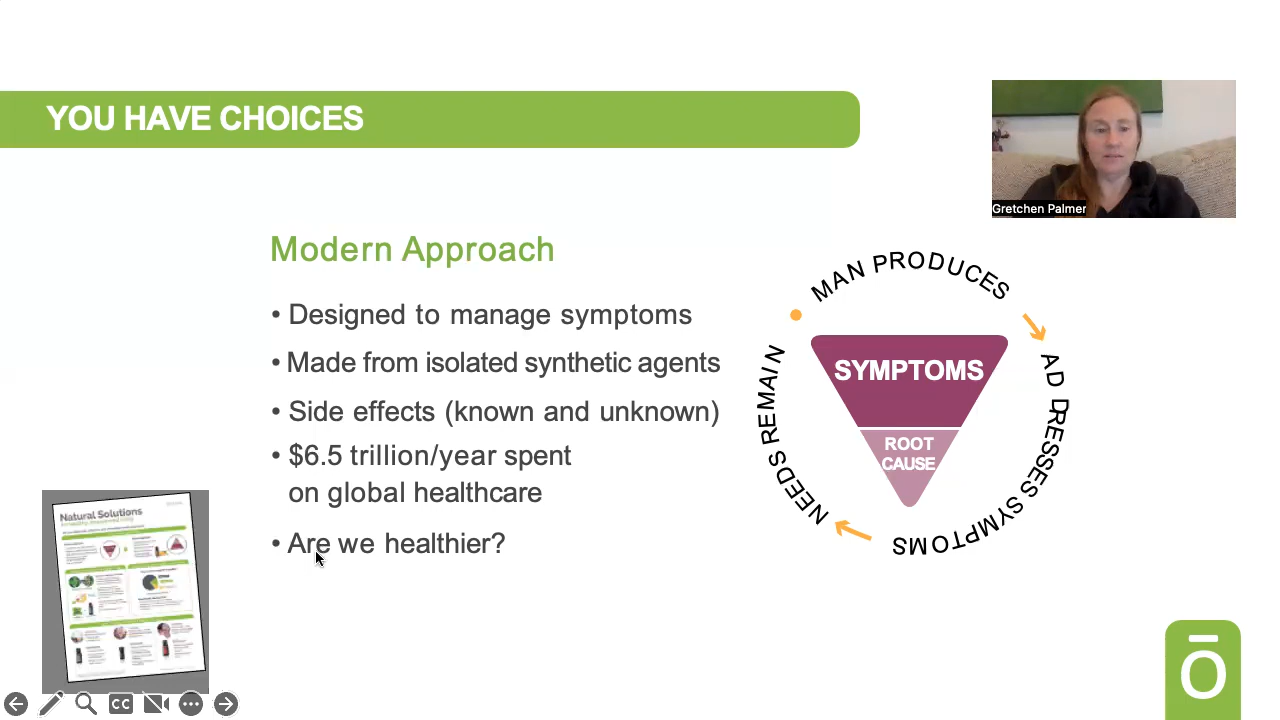 YOU HAVE CHOICES
Gretchen Palmer
Modern Approach
• Designed to manage symptoms
• Made from isolated synthetic agents
• Side effects (known and unknown)
• $6.5 trillion/year spent
on global healthcare
• Are we healthier?
MAN PRODUCES
ADDRESSES SYMPTOMS
NEEDS REMAIN
SYMPTOMS
ROOT
CAUSE
Natural Solutions
CC
ō